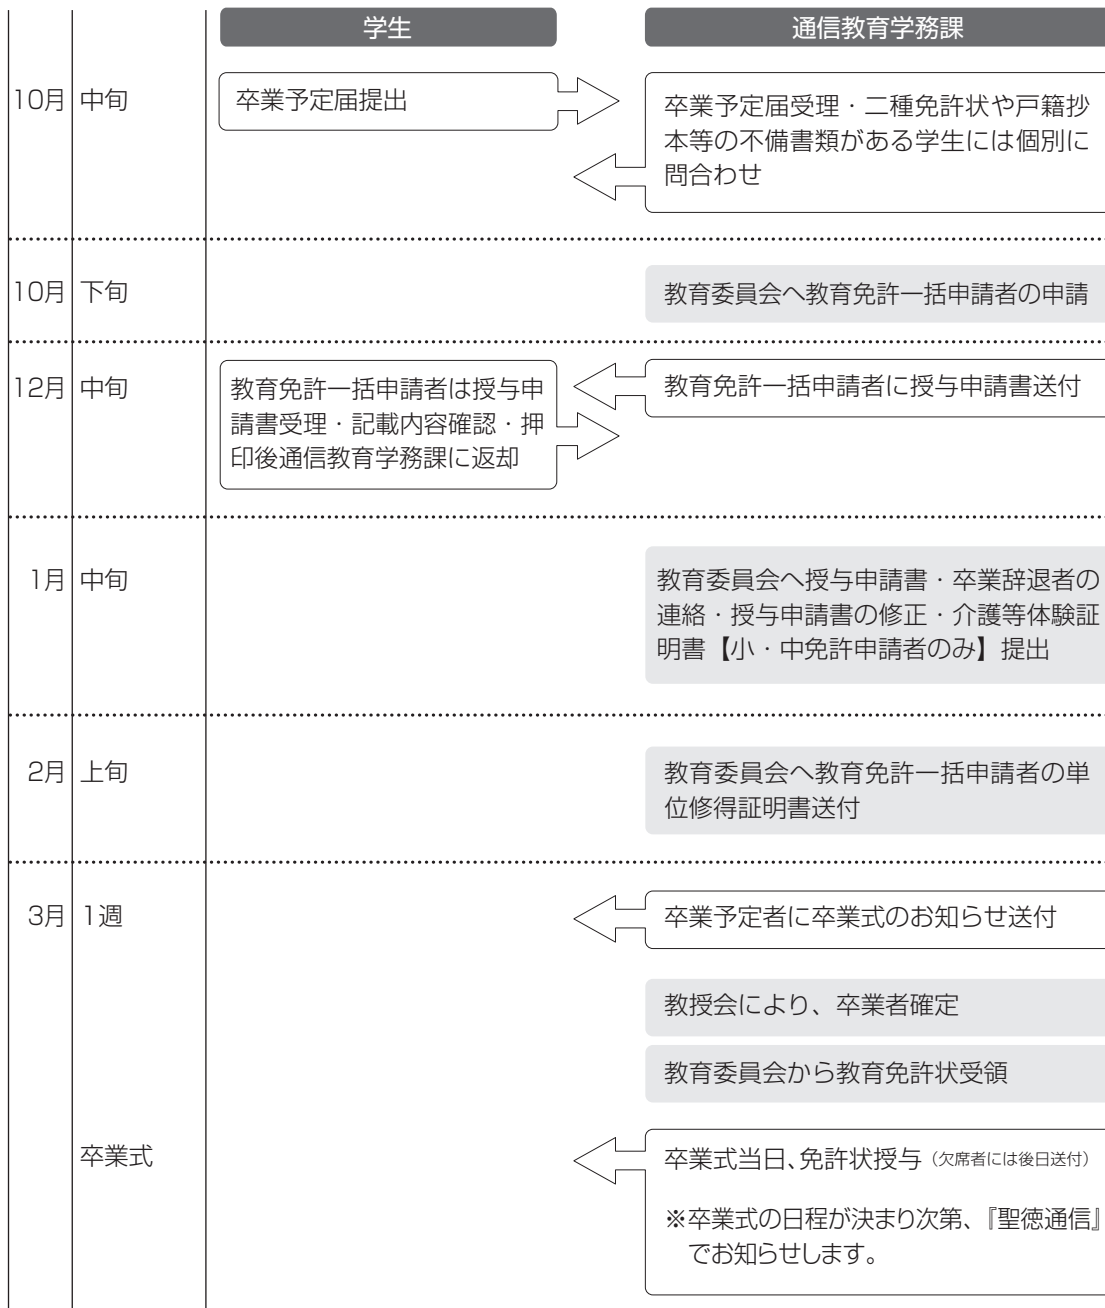 学生
通信教育学務課
10月 中旬
卒業予定届提出
卒業予定届受理・二種免許状や戸籍抄
本等の不備書類がある学生には個別に
問合わせ
10月 下旬
教育委員会へ教育免許一括申請者の申請
12月 中旬
教育免許一括申請者は授与申
請書受理・記載内容確認・押
印後通信教育学務課に返却
教育免許一括申請者に授与申請書送付
1月 中旬
教育委員会へ授与申請書・卒業辞退者の
連絡・授与申請書の修正・介護等体験証
明書【小・中免許申請者のみ】提出
2月 上旬
教育委員会へ教育免許一括申請者の単
位修得証明書送付
3月 1週
卒業予定者に卒業式のお知らせ送付
教授会により、卒業者確定
教育委員会から教育免許状受領
卒業式
卒業式当日、免許状授与（欠席者には後日送付）
※卒業式の日程が決まり次第、『聖徳通信』
でお知らせします。